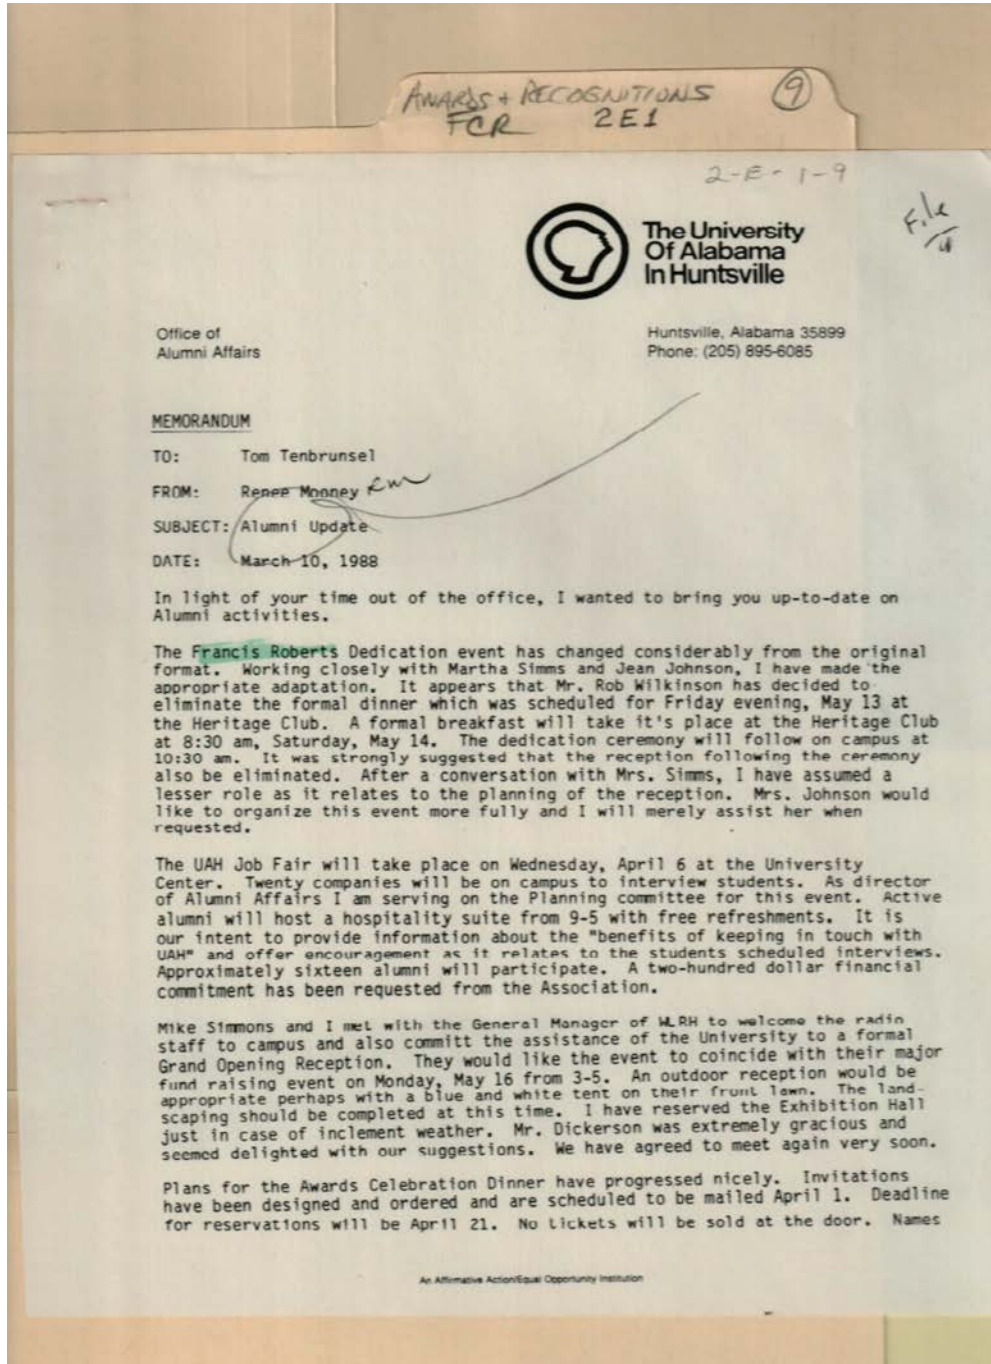 AWARDS + RECOGNITIONS 9
FCR 2E1
2-E-1-9
File
The University
Of Alabama
In Huntsville
Office of
Alumni Affairs
Huntsville, Alabama 35899
Phone: (205) 895-6085
MEMORANDUM
TO: Tom Tenbrunsel
FROM: Renee Mooney rm
SUBJECT: Alumni Update
DATE: March 10, 1988
In light of your time out of the office, I wanted to bring you up-to-date on
Alumni activities.
The Francis Roberts Dedication event has changed considerably from the original
format. Working closely with Martha Simms and Jean Johnson, I have made the
appropriate adaptation. It appears that Mr. Rob Wilkinson has decided to
eliminate the formal dinner which was scheduled for Friday evening, May 13 at
the Heritage Club. A formal breakfast will take it's place at the Heritage Club
at 8:30 am, Saturday, May 14. The dedication ceremony will follow on campus at
10:30 am. It was strongly suggested that the reception following the ceremony
also be eliminated. After a conversation with Mrs. Simms, I have assumed a
lesser role as it relates to the planning of the reception. Mrs. Johnson would
like to organize this event more fully and I will merely assist her when
requested.
The UAH Job Fair will take place on Wednesday, April 6 at the University
Center. Twenty companies will be on campus to interview students. As director
of Alumni Affairs I am serving on the Planning committee for this event. Active
alumni will host a hospitality suite from 9-5 with free refreshments. It is
our intent to provide information about the "benefits of keeping in touch with
UAH" and offer encouragement as it relates to the students scheduled interviews.
Approximately sixteen alumni will participate. A two-hundred dollar financial
commitment has been requested from the Association.
Mike Simmons and I met with the General Manager of WLRH to welcome the radio
staff to campus and also committ the assistance of the University to a formal
Grand Opening Reception. They would like the event to coincide with their major
fund raising event on Monday, May 16 from 3-5. An outdoor reception would be
appropriate perhaps with a blue and white tent on their front lawn. The land-
scaping should be completed at this time. I have reserved the Exhibition Hall
just in case of inclement weather. Mr. Dickerson was extremely gracious and
seemed delighted with our suggestions. We have agreed to meet again very soon.
Plans for the Awards Celebration Dinner have progressed nicely. Invitations
have been designed and ordered and are scheduled to be mailed April 1. Deadline
for reservations will be April 21. No tickets will be sold at the door. Names
An Affirmative Action/Equal Opportunity Institution